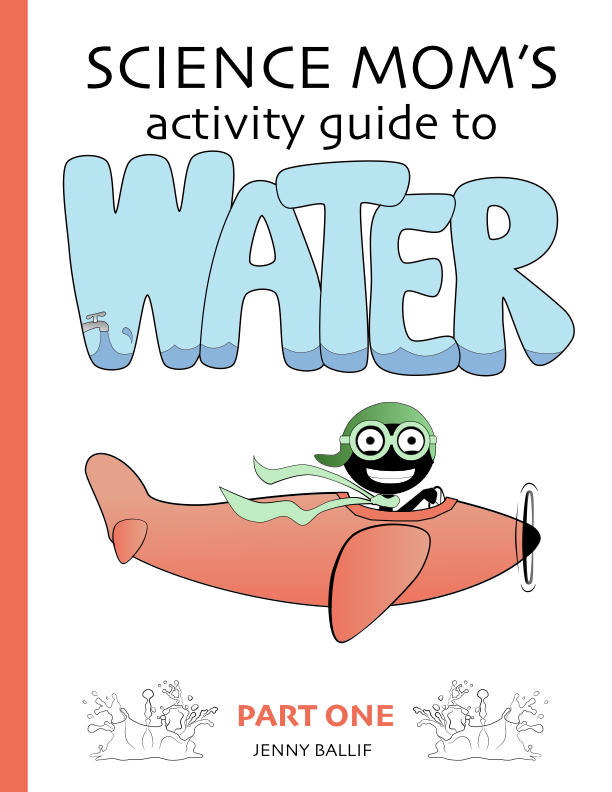 SCIENCE MOM'S
activity guide to
WATER
PART ONE
JENNY BALLIF